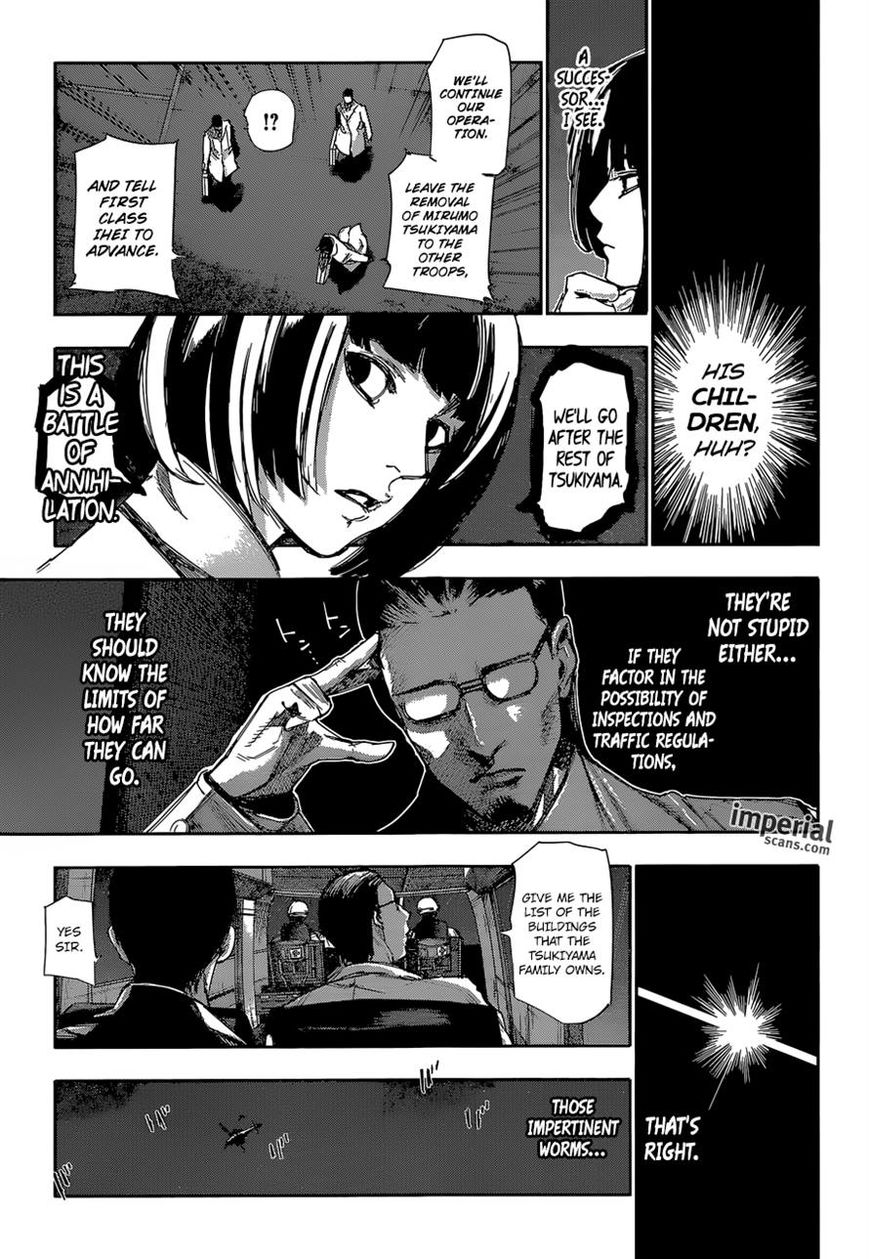 HIS
CHIL-
DREN,
HUH?
A
SUCCES-
SOR...
I SEE.
WE'LL
CONTINUE
OUR
OPERA-
TION.
LEAVE THE
REMOVAL
OF MIRUMO
TSUKIYAMA
TO THE
OTHER
TROOPS,
!?
AND TELL
FIRST
CLASS
IHEI TO
ADVANCE.
WE'LL GO
AFTER THE
REST OF
TSUKIYAMA.
THIS
IS A
BATTLE
OF
ANNIHI-
LATION.
THEY'RE
NOT STUPID
EITHER...
IF THEY
FACTOR IN THE
POSSIBILITY OF
INSPECTIONS AND
TRAFFIC REGULA-
TIONS,
トト
THEY
SHOULD
KNOW THE
LIMITS OF
HOW FAR
THEY CAN
GO.
imperial
scans.com
THAT'S
RIGHT.
GIVE ME THE
LIST OF THE
BUILDINGS
THAT THE
TSUKIYAMA
FAMILY OWNS.
YES
SIR.
THOSE
IMPERTINENT
WORMS...